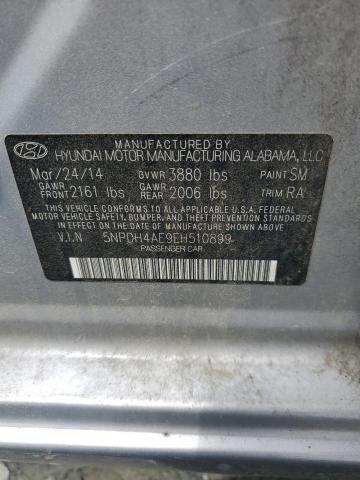 MANUFACTURED BY
HYUNDAI MOTOR MANUFACTURING ALABAMA, LLC
Mar/24/14 GVWR 3880 lbs PAINT SM
GAWR FRONT 2161 lbs GAWR REAR 2006 lbs TRIM RA
THIS VEHICLE CONFORMS TO ALL APPLICABLE U.S.A. FEDERAL
MOTOR VEHICLE SAFETY, BUMPER, AND THEFT PREVENTION
STANDARDS IN EFFECT ON THE DATE OF MANUFACTURE SHOWN ABOVE.
V.I.N 5NPDH4AE9EH510899
PASSENGER CAR